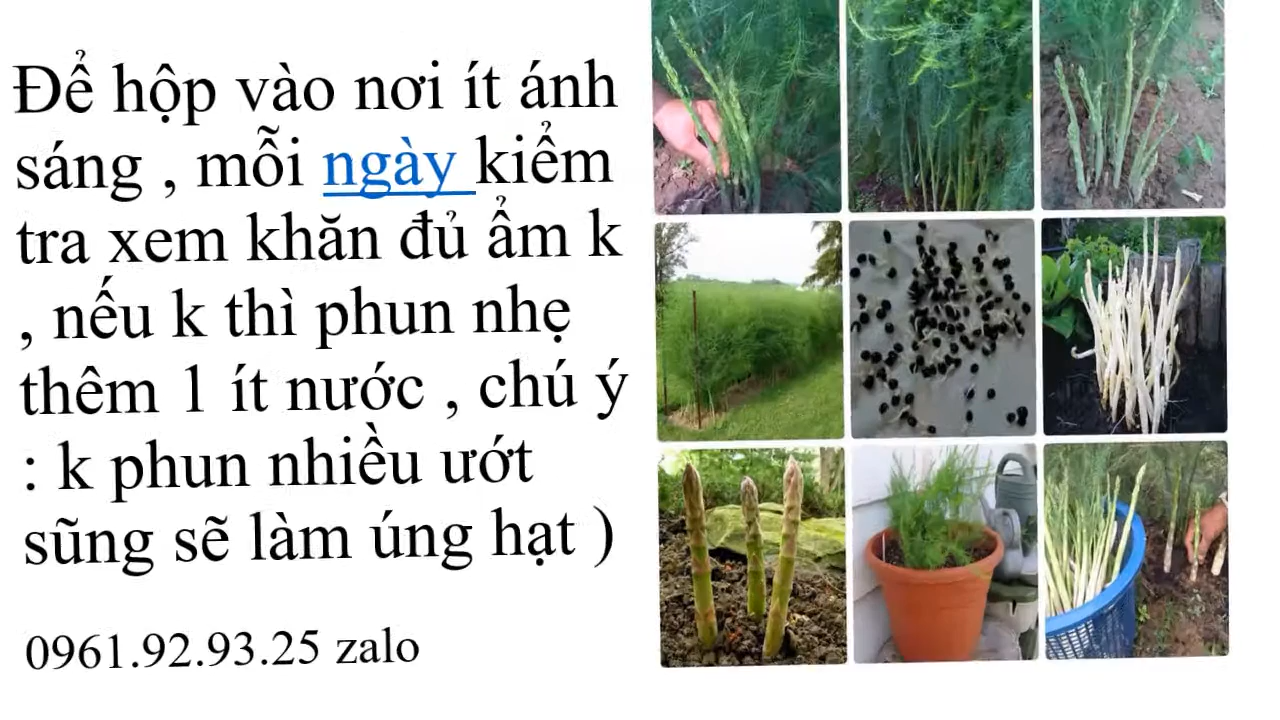 Để hộp vào nơi ít ánh
sáng , mỗi ngày kiểm
tra xem khăn đủ ẩm k
, nếu k thì phun nhẹ
thêm 1 ít nước , chú ý
: k phun nhiều ướt
sũng sẽ làm úng hạt )
0961.92.93.25 zalo